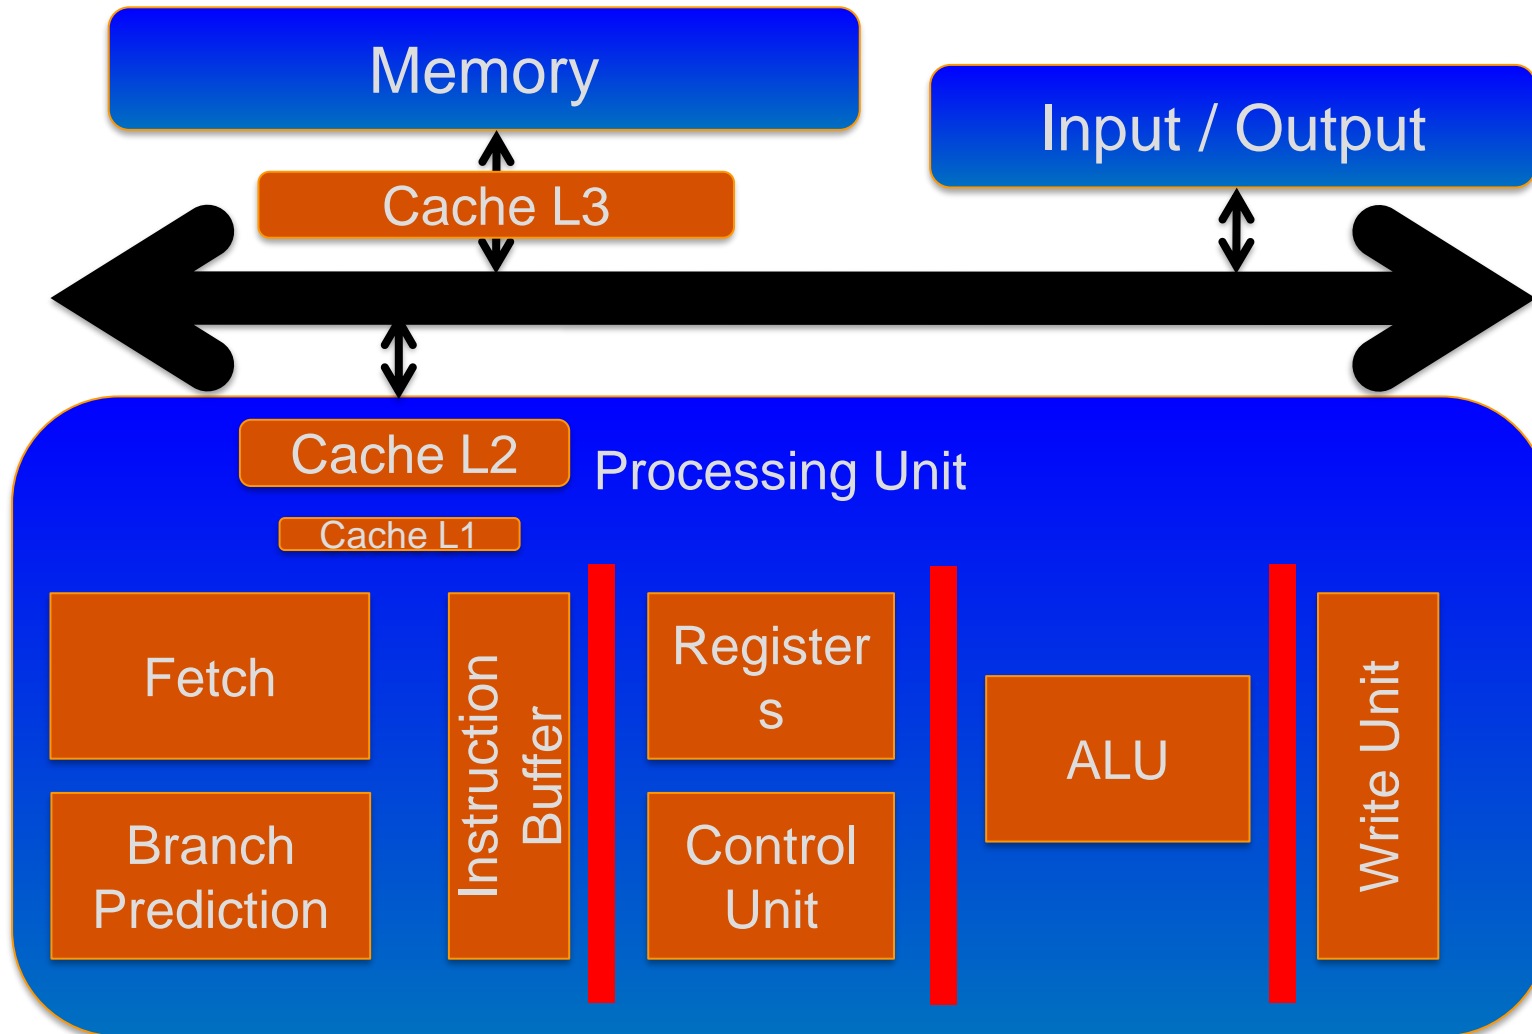 Memory
Input / Output
Cache L3
Cache L2
Processing Unit
Cache L1
Fetch
Branch
Prediction
Instruction
Buffer
Register
s
Control
Unit
ALU
Write Unit